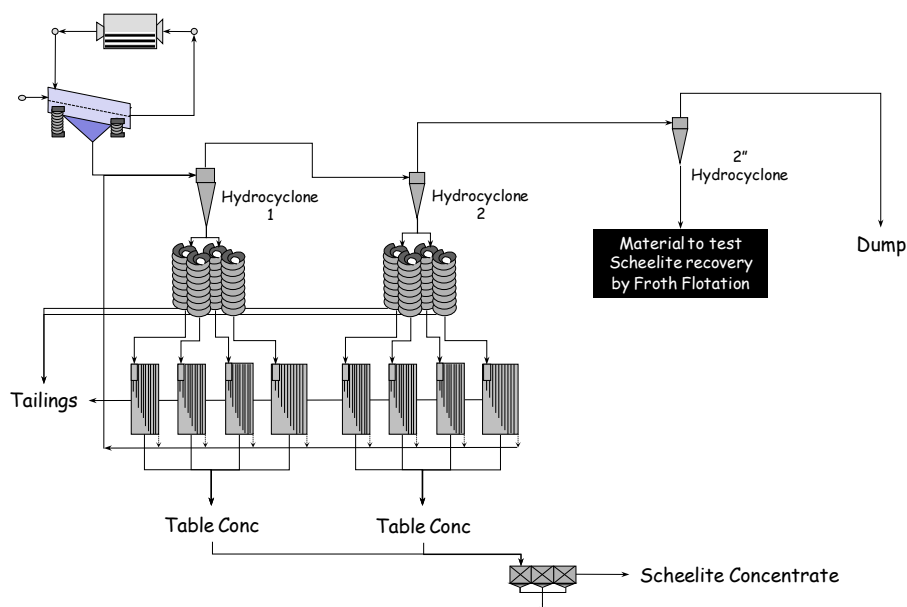 Hydrocyclone
1
Hydrocyclone
2
2"
Hydrocyclone
Material to test
Scheelite recovery
by Froth Flotation
Dump
Tailings
Table Conc
Table Conc
Scheelite Concentrate